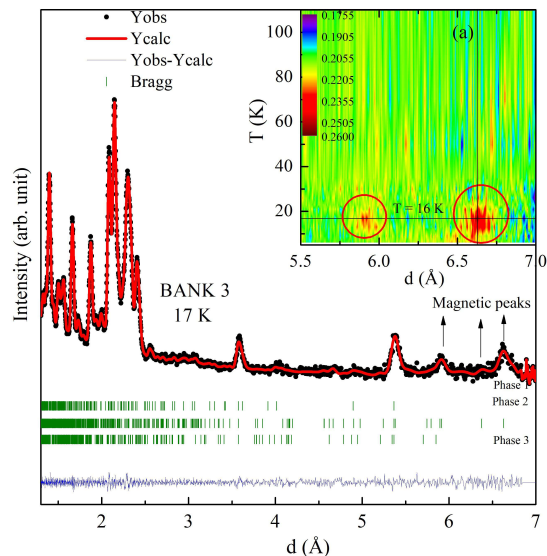 Yobs
Ycalc
Yobs-Ycalc
Bragg
(a)
0.1755
0.1905
0.2055
0.2205
0.2355
0.2505
0.2600
T (K)
100
80
60
40
20
T = 16 K
5.5 6.0 6.5 7.0
d (Å)
Intensity (arb. unit)
BANK 3
17 K
Magnetic peaks
Phase 1
Phase 2
Phase 3
2 3 4 5 6 7
d (Å)